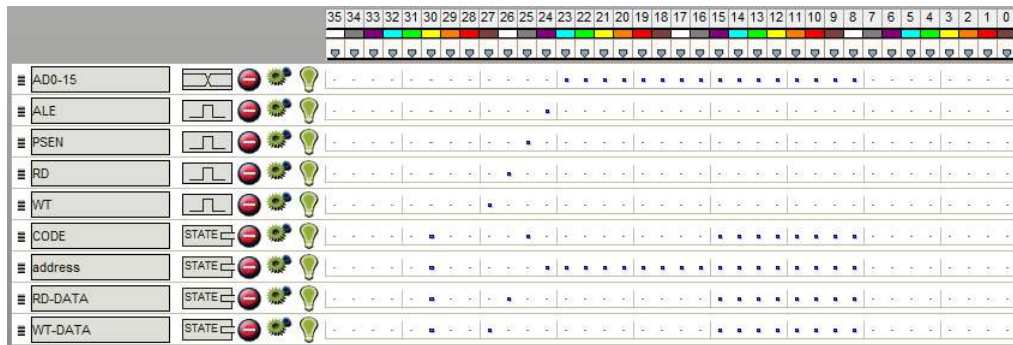 35 34 33 32 31 30 29 28 27 26 25 24 23 22 21 20 19 18 17 16 15 14 13 12 11 10 9 8 7 6 5 4 3 2 1 0
AD0-15
ALE
PSEN
RD
WT
CODE STATE
address STATE
RD-DATA STATE
WT-DATA STATE